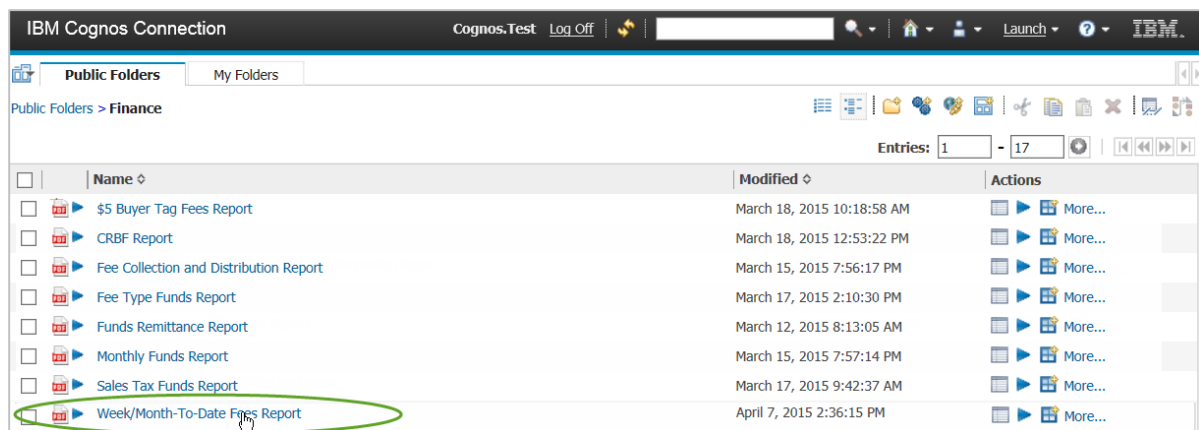 IBM Cognos Connection Cognos.Test Log Off Launch IBM.
Public Folders My Folders
Public Folders > Finance
Entries: 1 - 17
Name Modified Actions
$5 Buyer Tag Fees Report March 18, 2015 10:18:58 AM More...
CRBF Report March 18, 2015 12:53:22 PM More...
Fee Collection and Distribution Report March 15, 2015 7:56:17 PM More...
Fee Type Funds Report March 17, 2015 2:10:30 PM More...
Funds Remittance Report March 12, 2015 8:13:05 AM More...
Monthly Funds Report March 15, 2015 7:57:14 PM More...
Sales Tax Funds Report March 17, 2015 9:42:37 AM More...
Week/Month-To-Date Fees Report April 7, 2015 2:36:15 PM More...